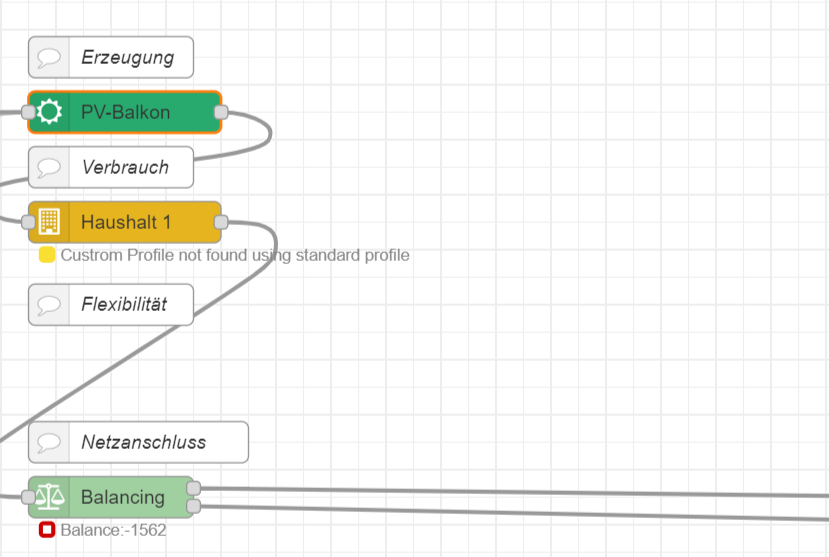 Erzeugung
PV-Balkon
Verbrauch
Haushalt 1
Custrom Profile not found using standard profile
Flexibilität
Netzanschluss
Balancing
Balance:-1562